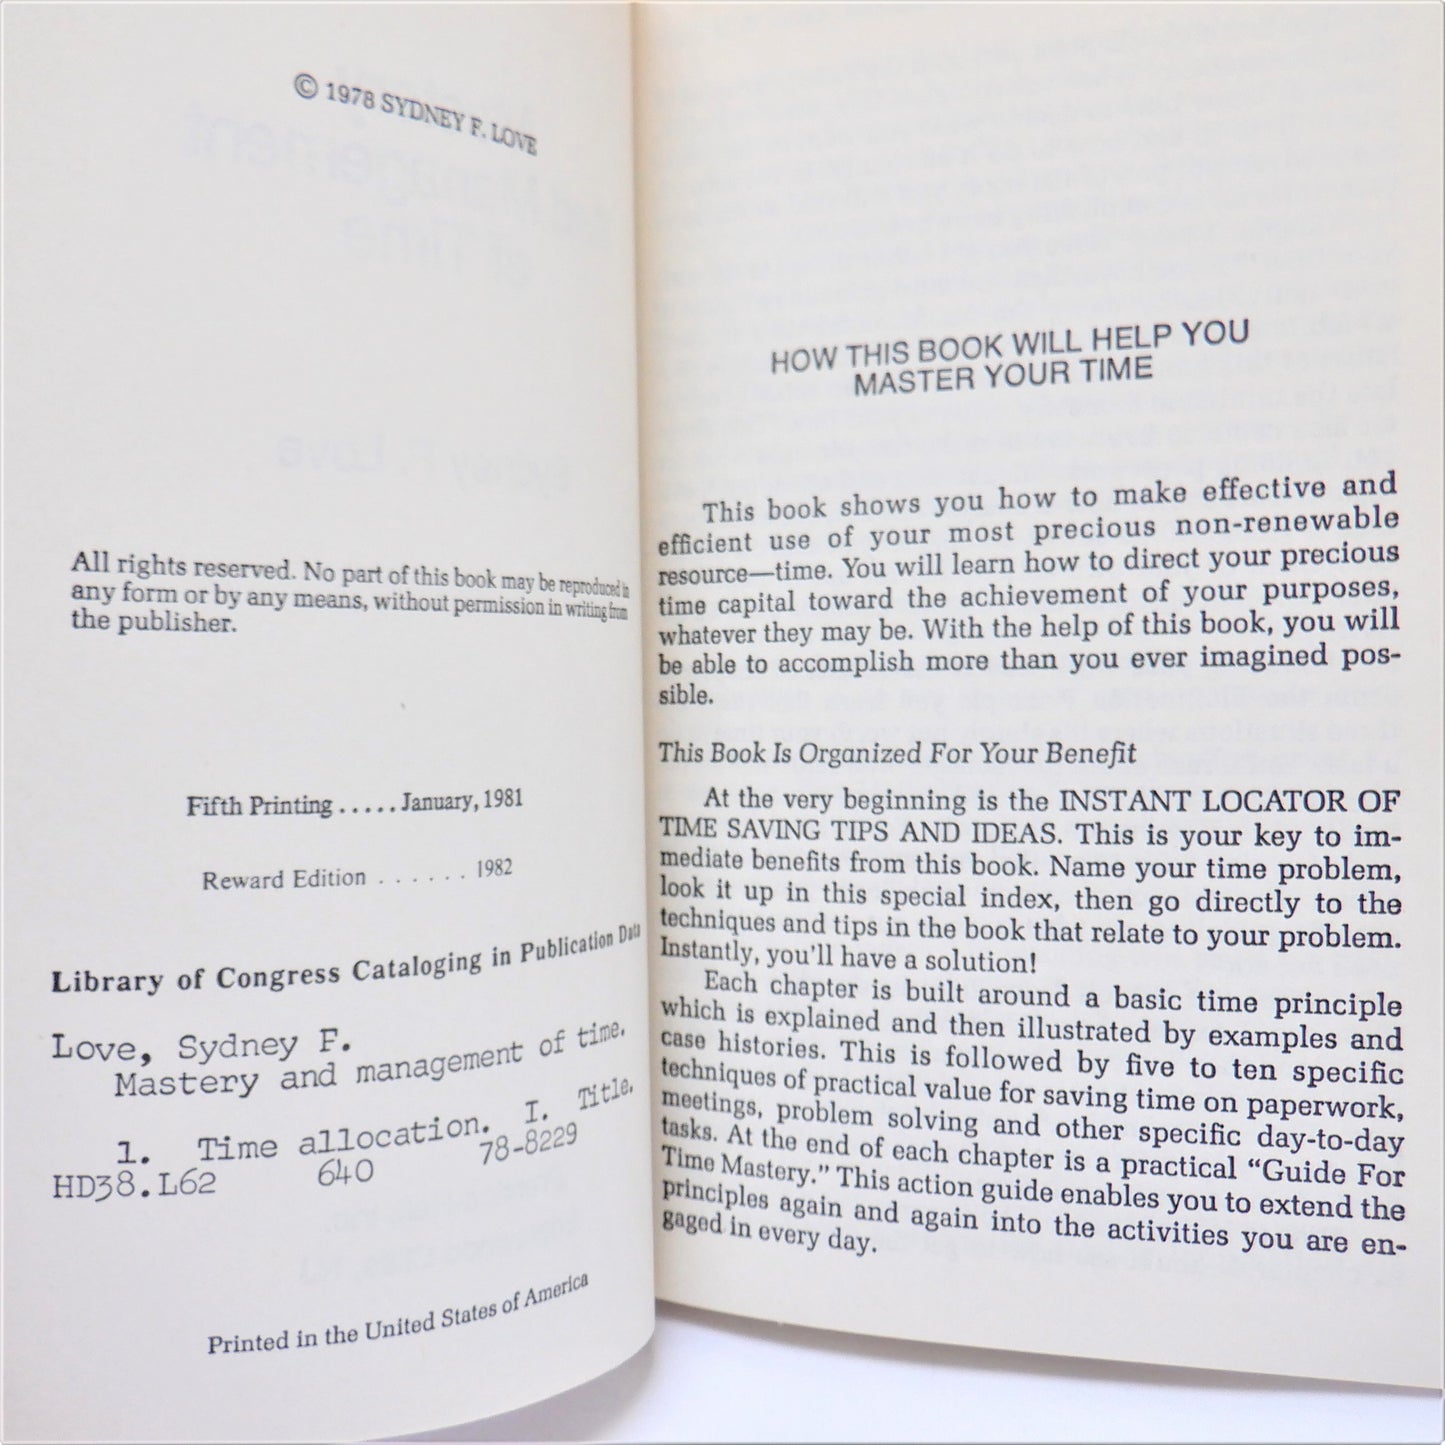 © 1978 SYDNEY F. LOVE
All rights reserved. No part of this book may be reproduced in
any form or by any means, without permission in writing from
the publisher.
Fifth Printing ..... January, 1981
Reward Edition ...... 1982
Library of Congress Cataloging in Publication Data
Love, Sydney F.
Mastery and management of time.
1. Time allocation. I. Title.
HD38.L62 640 78-8229
Printed in the United States of America
HOW THIS BOOK WILL HELP YOU
MASTER YOUR TIME
This book shows you how to make effective and
efficient use of your most precious non-renewable
resource—time. You will learn how to direct your precious
time capital toward the achievement of your purposes,
whatever they may be. With the help of this book, you will
be able to accomplish more than you ever imagined pos-
sible.
This Book Is Organized For Your Benefit
At the very beginning is the INSTANT LOCATOR OF
TIME SAVING TIPS AND IDEAS. This is your key to im-
mediate benefits from this book. Name your time problem,
look it up in this special index, then go directly to the
techniques and tips in the book that relate to your problem.
Instantly, you'll have a solution!
Each chapter is built around a basic time principle
which is explained and then illustrated by examples and
case histories. This is followed by five to ten specific
techniques of practical value for saving time on paperwork,
meetings, problem solving and other specific day-to-day
tasks. At the end of each chapter is a practical “Guide For
Time Mastery.” This action guide enables you to extend the
principles again and again into the activities you are en-
gaged in every day.